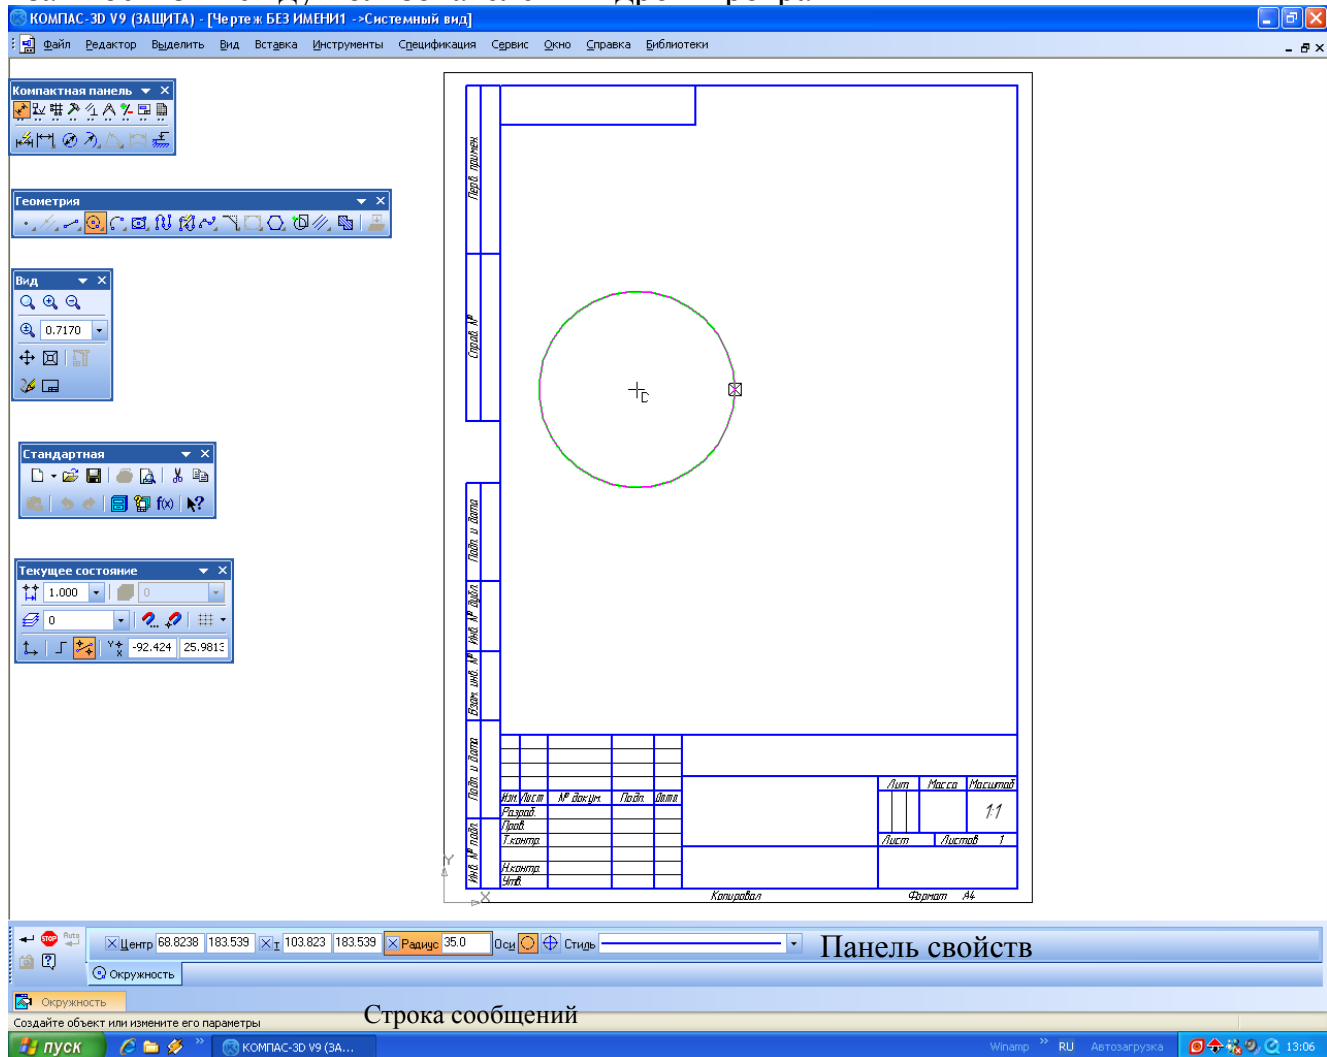 КОМПАС-3D V9 (ЗАЩИТА) - [Чертеж БЕЗ ИМЕНИ1 ->Системный вид]
Файл Редактор Выделить Вид Вставка Инструменты Спецификация Сервис Окно Справка Библиотеки
Компактная панель
Геометрия
Вид
0.7170
Стандартная
f(x)
Текущее состояние
1.000 0
0
-92.424 25.981
Перв. примен.
Справ. №
Подп. и дата
Инв. № дубл.
Взам. инв. №
Подп. и дата
Инв. № подл.
Изм. Лист № докум. Подп. Дата
Разраб.
Пров.
Т.контр.
Н.контр.
Утв.
Лит. Масса Масштаб
1:1
Лист Листов 1
Копировал Формат A4
Y
X
STOP Auto
Центр 68.8238 183.539 т 103.823 183.539 Радиус 35.0 Оси Стиль
Панель свойств
Окружность
Окружность
Строка сообщений
Создайте объект или измените его параметры
пуск КОМПАС-3D V9 (ЗА... Winamp RU Автозагрузка 13:06